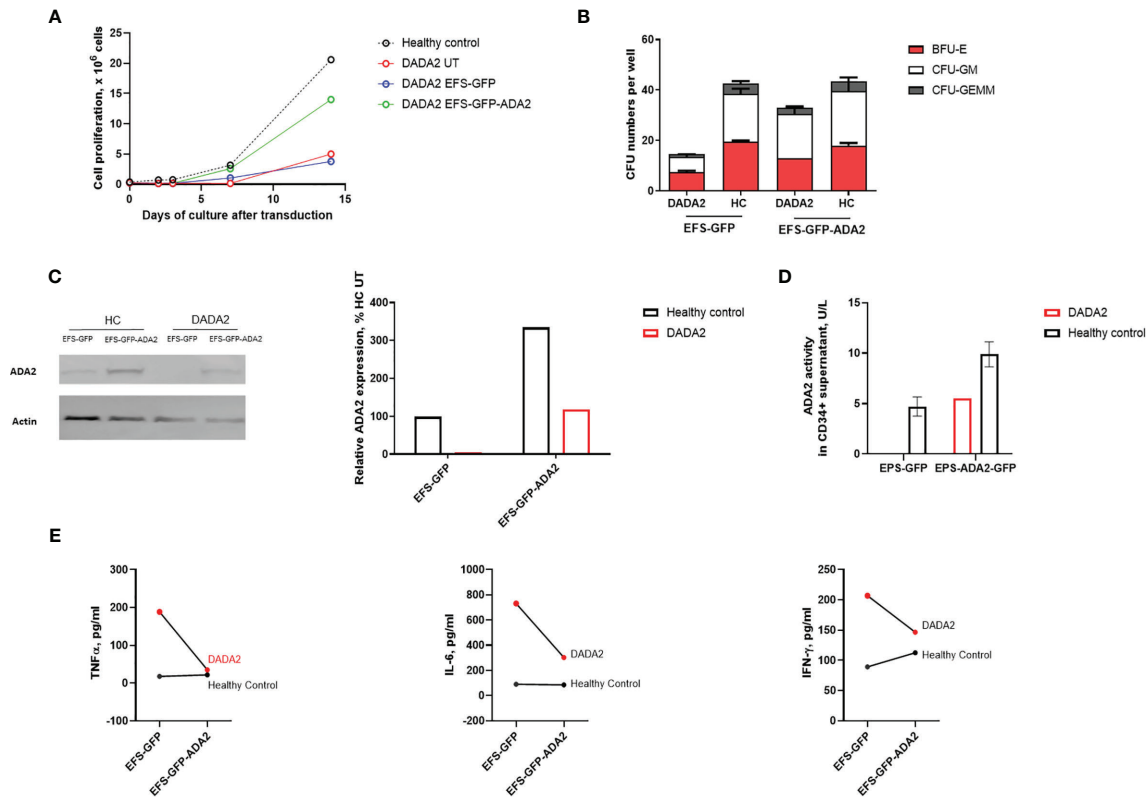 A
Cell proliferation, x 10⁶ cells
25
20
15
10
5
0
0
5
10
15
Days of culture after transduction
Healthy control
DADA2 UT
DADA2 EFS-GFP
DADA2 EFS-GFP-ADA2
B
CFU numbers per well
60
40
20
0
DADA2
HC
DADA2
HC
EFS-GFP
EFS-GFP-ADA2
BFU-E
CFU-GM
CFU-GEMM
C
HC
DADA2
EFS-GFP
EFS-GFP-ADA2
EFS-GFP
EFS-GFP-ADA2
ADA2
Actin
Relative ADA2 expression, % HC UT
400
300
200
100
0
EFS-GFP
EFS-GFP-ADA2
Healthy control
DADA2
D
ADA2 activity
in CD34+ supernatant, U/L
15
10
5
0
EPS-GFP
EPS-ADA2-GFP
DADA2
Healthy control
E
TNFα, pg/ml
300
200
100
0
-100
DADA2
Healthy Control
EFS-GFP
EFS-GFP-ADA2
IL-6, pg/ml
1000
800
600
400
200
0
-200
DADA2
Healthy Control
EFS-GFP
EFS-GFP-ADA2
IFN-γ, pg/ml
250
200
150
100
50
0
DADA2
Healthy Control
EFS-GFP
EFS-GFP-ADA2